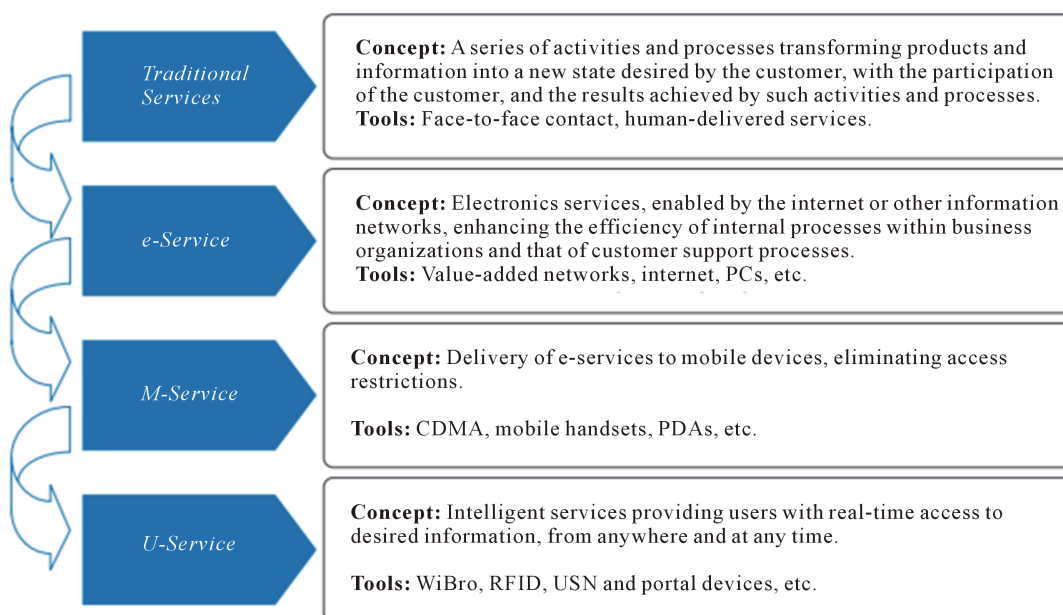 Traditional
Services
Concept: A series of activities and processes transforming products and
information into a new state desired by the customer, with the participation
of the customer, and the results achieved by such activities and processes.
Tools: Face-to-face contact, human-delivered services.
e-Service
Concept: Electronics services, enabled by the internet or other information
networks, enhancing the efficiency of internal processes within business
organizations and that of customer support processes.
Tools: Value-added networks, internet, PCs, etc.
M-Service
Concept: Delivery of e-services to mobile devices, eliminating access
restrictions.
Tools: CDMA, mobile handsets, PDAs, etc.
U-Service
Concept: Intelligent services providing users with real-time access to
desired information, from anywhere and at any time.
Tools: WiBro, RFID, USN and portal devices, etc.